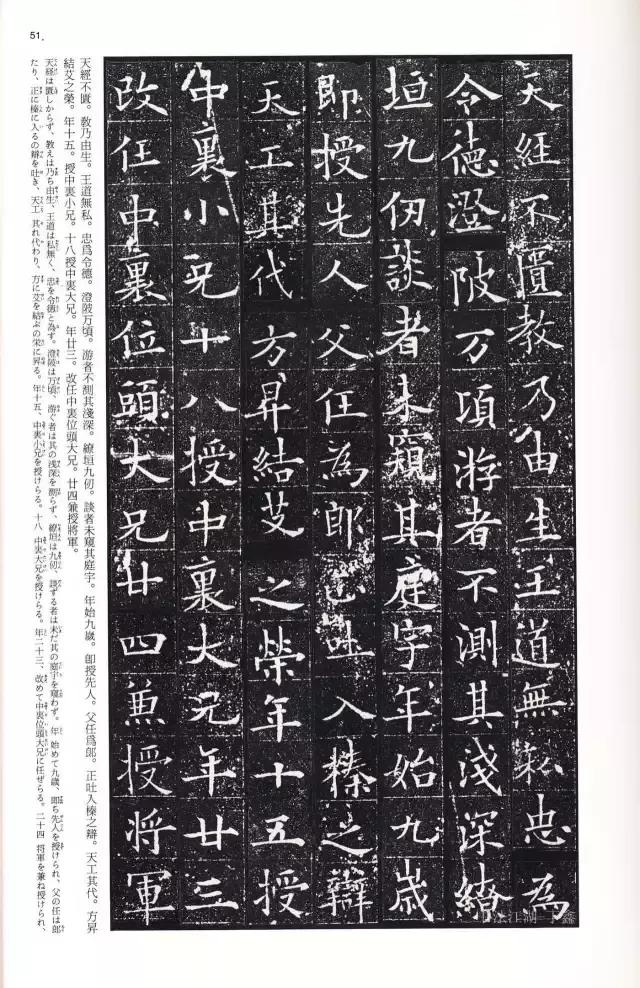 天經不匱教乃由生王道無私忠為
令德澄陂万頃游者不測其淺深繚
垣九仞談者未窺其庭宇年始九歲
即授先人父任為郎正吐入榛之辯
天工其代方昇結艾之榮年十五授
中裏小兄十八授中裏大兄年廿三
改任中裏位頭大兄廿四兼授將軍
天經不匱。敎乃由生。王道無私。忠爲令德。澄陂万頃。游者不測其淺深。繚垣九仞。談者未窺其庭宇。年始九歲。卽授先人。父任爲郎。正吐入榛之辯。天工其代。方昇
結艾之榮。年十五。授中裏小兄。十八授中裏大兄。年廿三。改任中裏位頭大兄。廿四兼授將軍。
天経は匱しからず、教えは乃ち由生、王道は私無く、忠を令徳と為す。澄陂は万頃、游ぐ者は其の浅深を測らず、繚垣は九仞、談ずる者は未だ其の庭宇を窺わず。年 始めて九歳、即ち先人を授けられ、父の任は郎
たり、正に榛に入るの辯を吐き、天工 其れ代わり、方に艾を結ぶの栄に昇る。年十五、中裏小兄を授けらる。十八 中裏大兄を授けらる。年二十三、改めて中裏位頭大兄に任ぜらる。二十四 将軍を兼ね授けられ、
51.